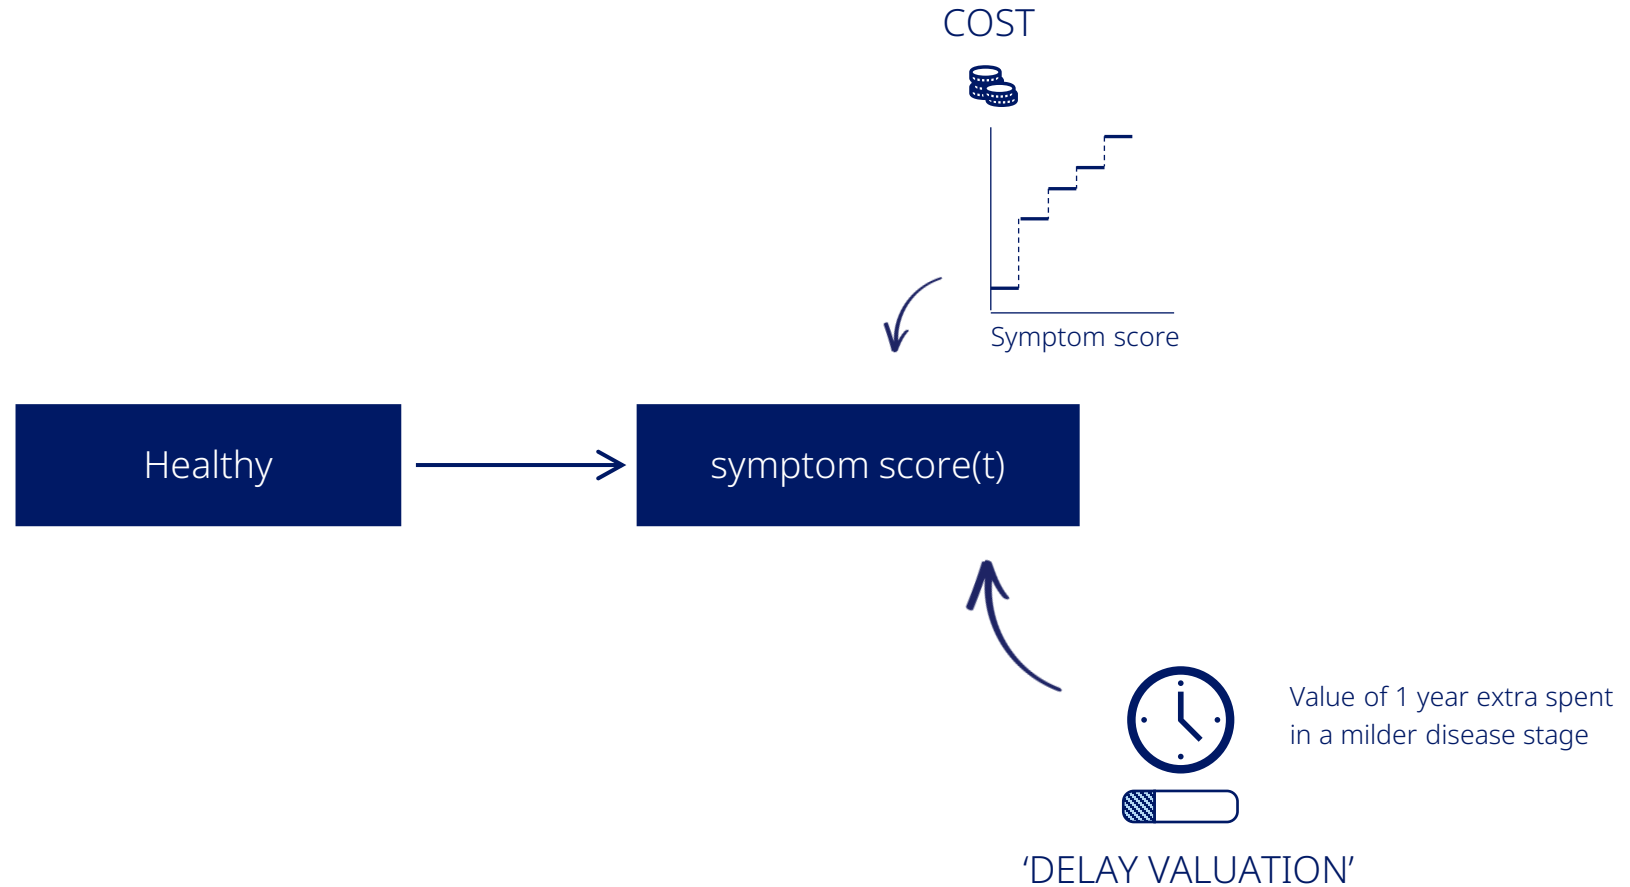 COST
Symptom score
Healthy
symptom score(t)
Value of 1 year extra spent
in a milder disease stage
‘DELAY VALUATION’